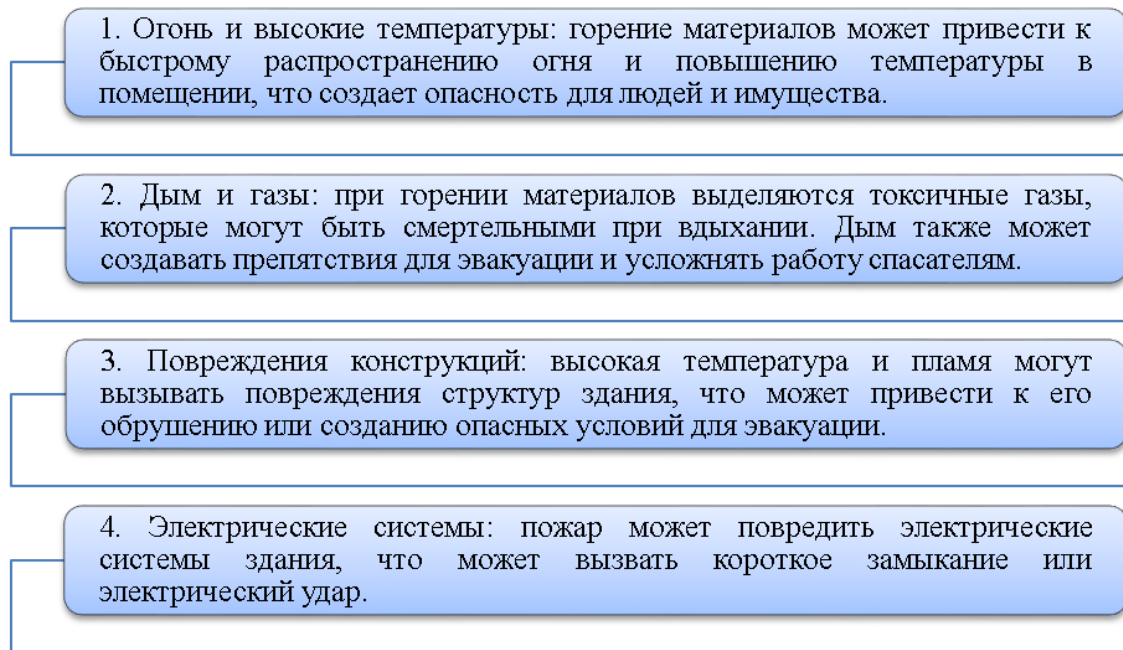 1. Огонь и высокие температуры: горение материалов может привести к
быстрому распространению огня и повышению температуры в
помещении, что создает опасность для людей и имущества.
2. Дым и газы: при горении материалов выделяются токсичные газы,
которые могут быть смертельными при вдыхании. Дым также может
создавать препятствия для эвакуации и усложнять работу спасателям.
3. Повреждения конструкций: высокая температура и пламя могут
вызывать повреждения структур здания, что может привести к его
обрушению или созданию опасных условий для эвакуации.
4. Электрические системы: пожар может повредить электрические
системы здания, что может вызвать короткое замыкание или
электрический удар.